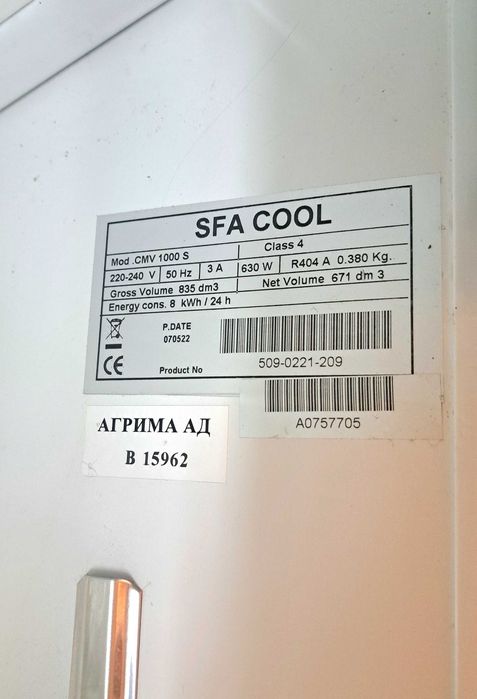 SFA COOL
Mod .CMV 1000 S Class 4
220-240 V 50 Hz 3 A 630 W R404 A 0.380 Kg.
Gross Volume 835 dm3 Net Volume 671 dm 3
Energy cons. 8 kWh / 24 h
P.DATE
070522
CE
Product No 509-0221-209
A0757705
АГРИМА АД
В 15962